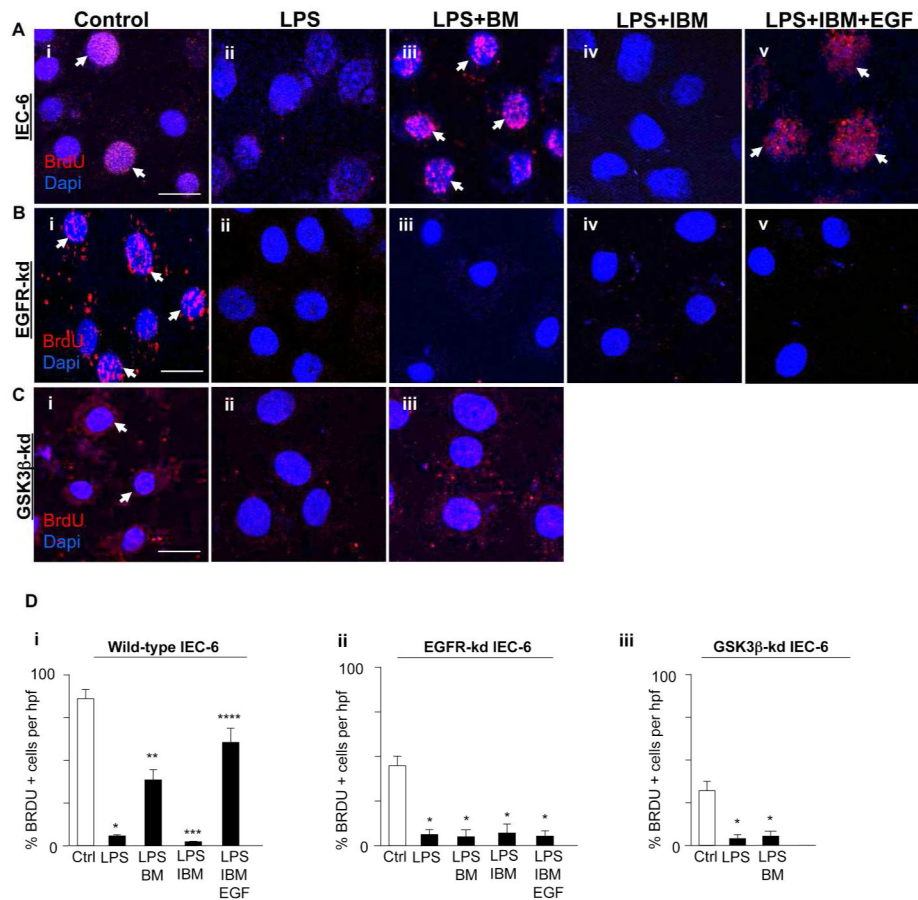 Control LPS LPS+BM LPS+IBM LPS+IBM+EGF
A i ii iii iv v
IEC-6
BrdU
Dapi
B i ii iii iv v
EGFR-kd
BrdU
Dapi
C i ii iii
GSK3β-kd
BrdU
Dapi
D
i Wild-type IEC-6
100
% BRDU + cells per hpf
* ** *** ****
0
Ctrl LPS LPS BM LPS IBM LPS IBM EGF
ii EGFR-kd IEC-6
100
% BRDU + cells per hpf
* * * *
0
Ctrl LPS LPS BM LPS IBM LPS IBM EGF
iii GSK3β-kd IEC-6
100
% BRDU + cells per hpf
* *
0
Ctrl LPS LPS BM